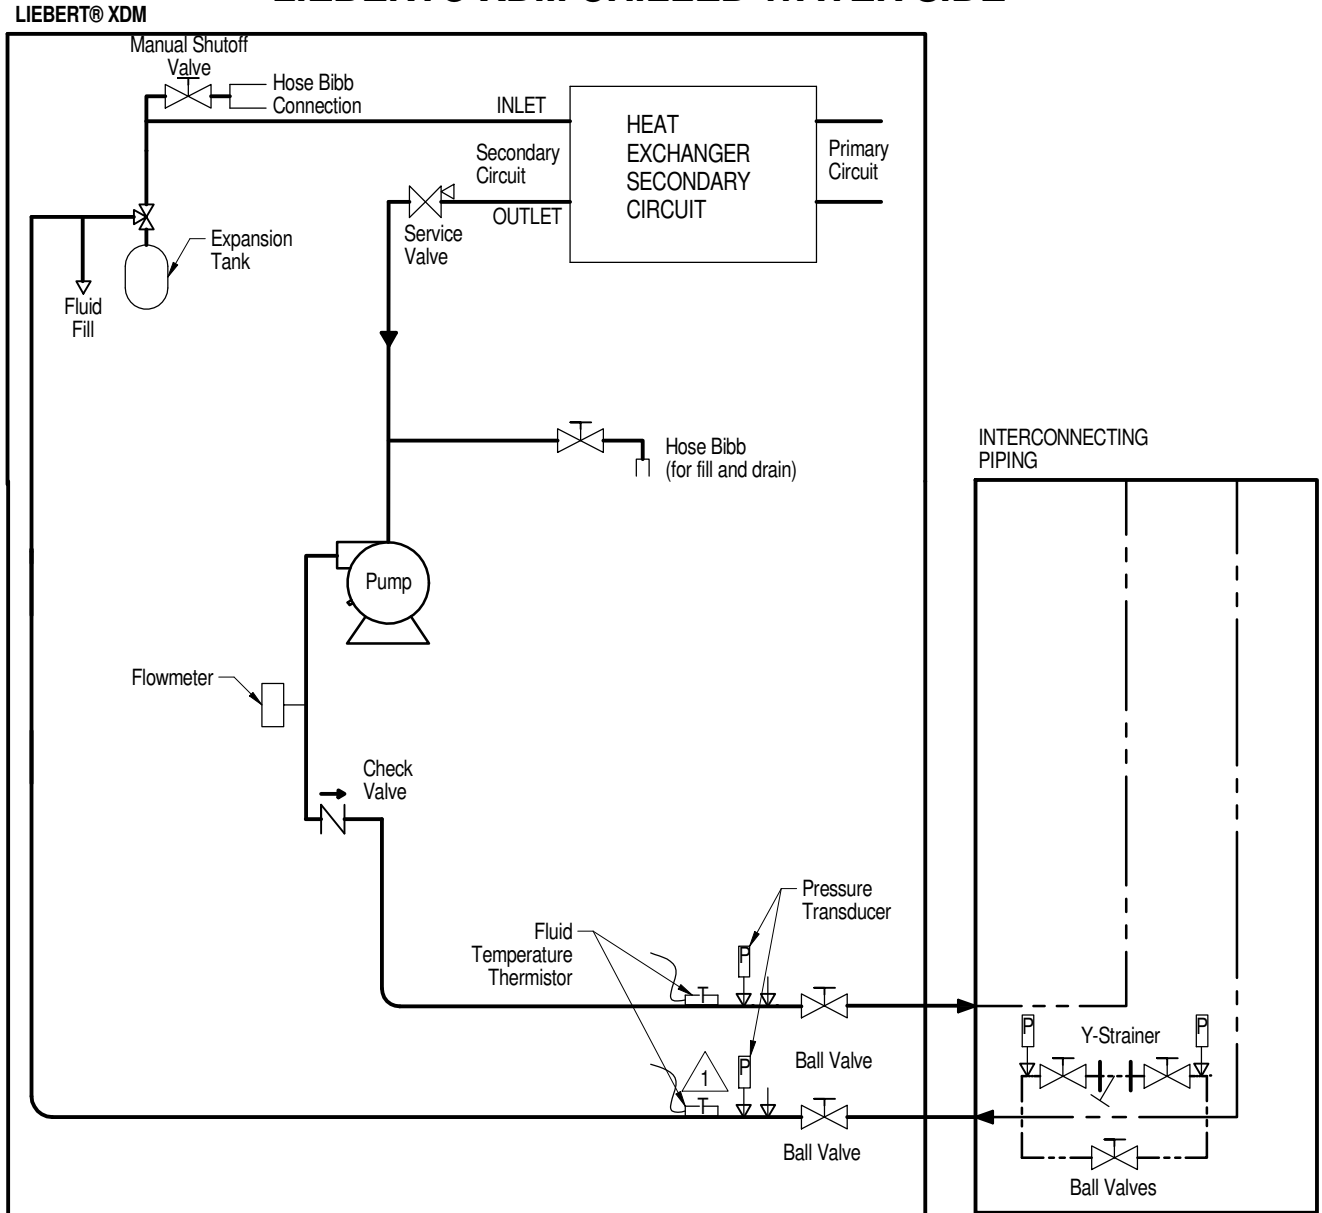 LIEBERT® XDM
Manual Shutoff
Valve
Hose Bibb
Connection
INLET
HEAT
EXCHANGER
SECONDARY
CIRCUIT
Secondary
Circuit
Primary
Circuit
OUTLET
Service
Valve
Expansion
Tank
Fluid
Fill
Hose Bibb
(for fill and drain)
INTERCONNECTING
PIPING
Pump
Flowmeter
Check
Valve
Pressure
Transducer
Fluid
Temperature
Thermistor
P
P
Y-Strainer
P
Ball Valve
1
P
Ball Valve
Ball Valves